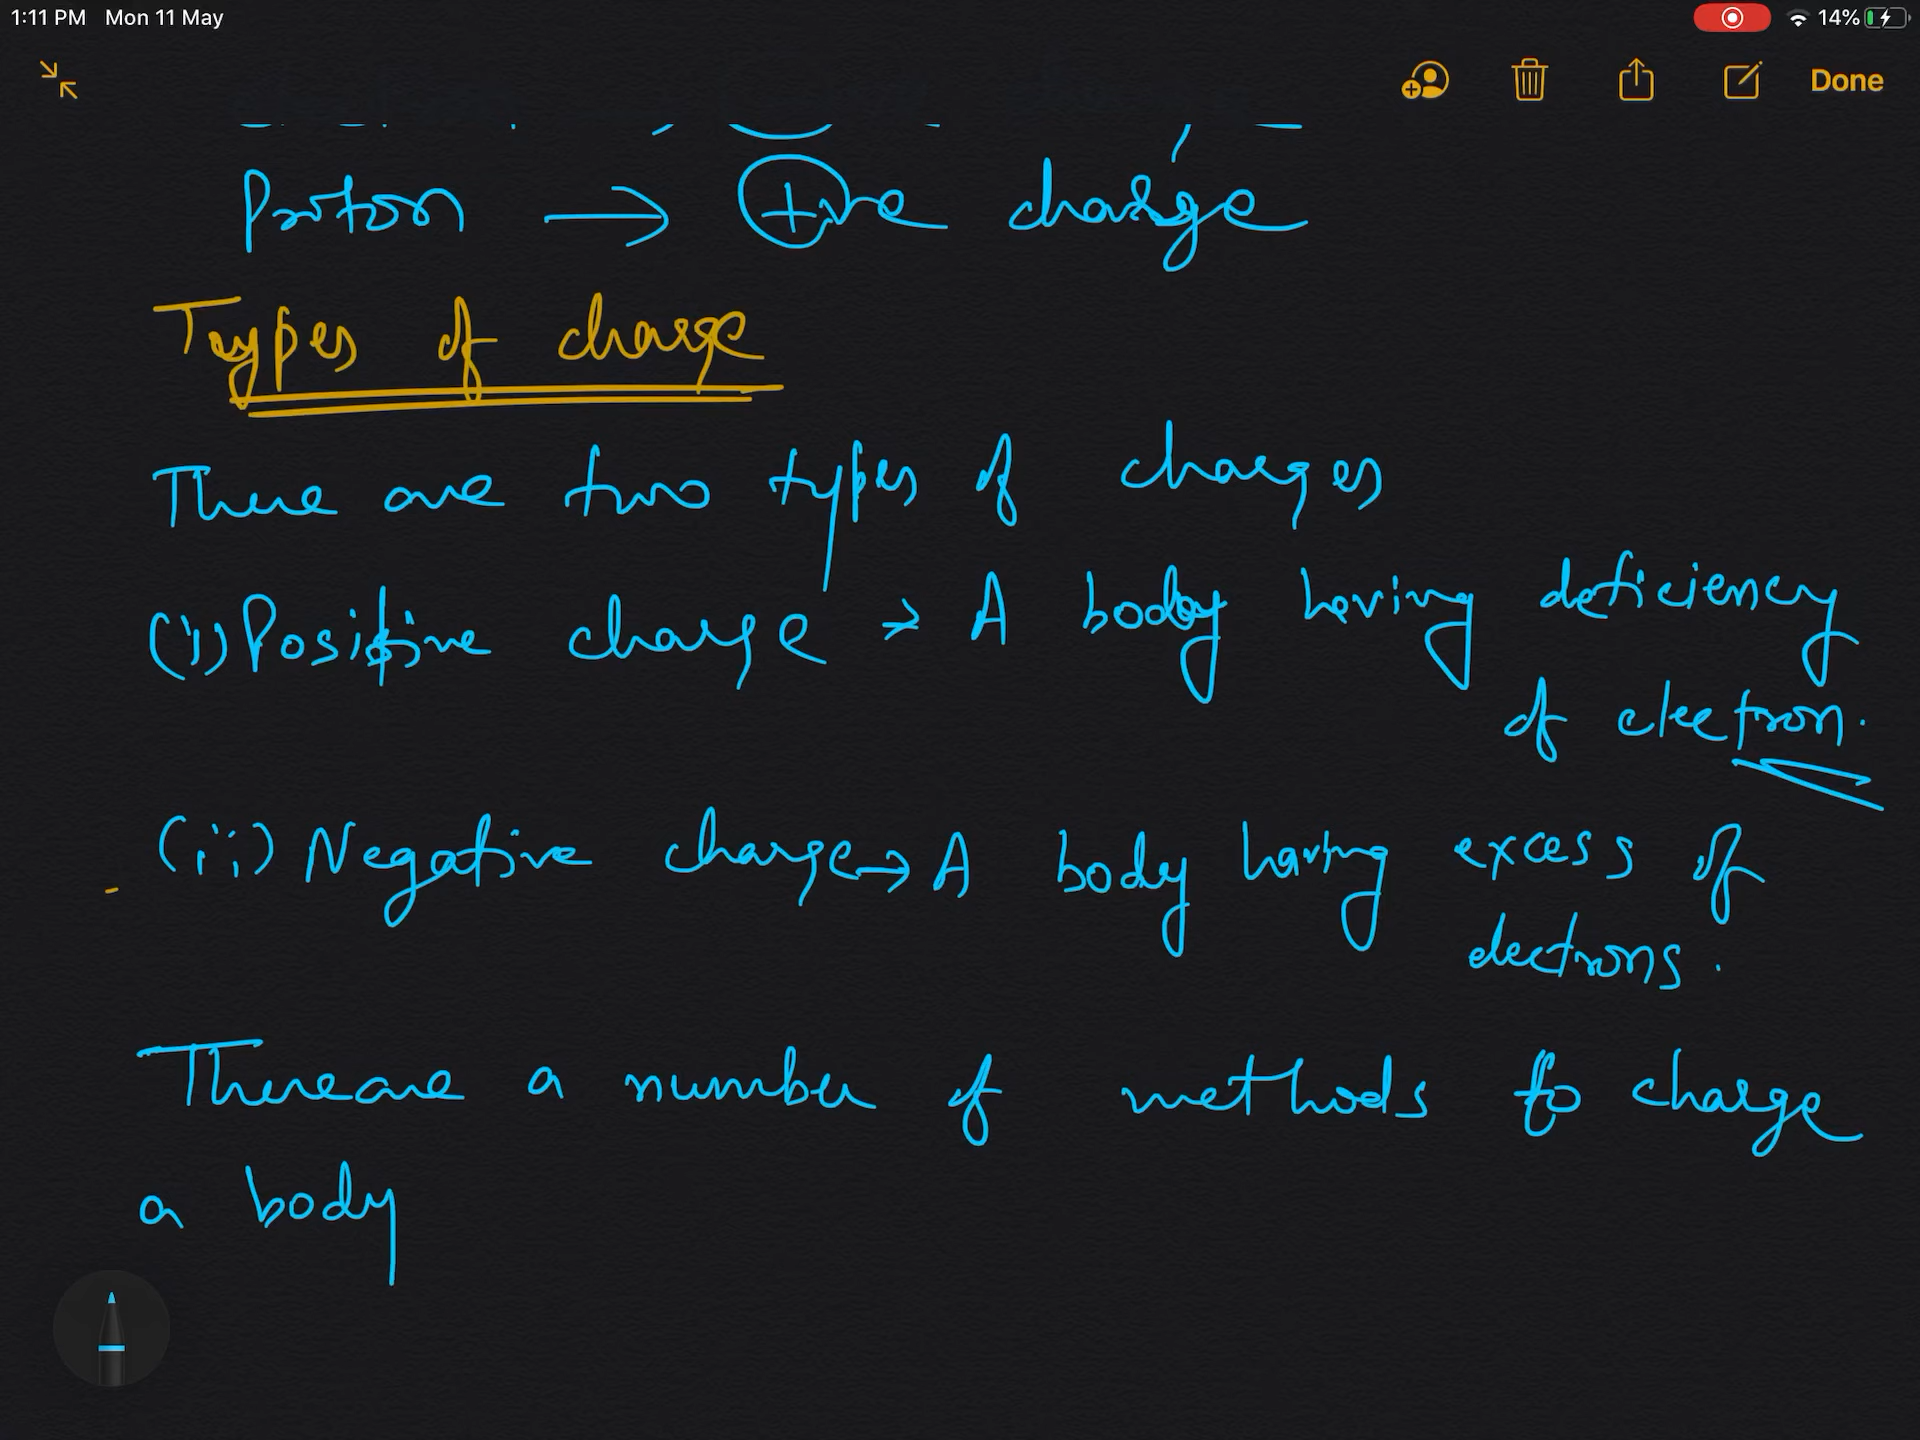 1:11 PM Mon 11 May 14%
Done
Proton → +ve charge
Types of charge
There are two types of charges
(i) Positive charge → A body having deficiency
of electron.
(ii) Negative charge → A body having excess of
electrons.
There are a number of methods to charge
a body